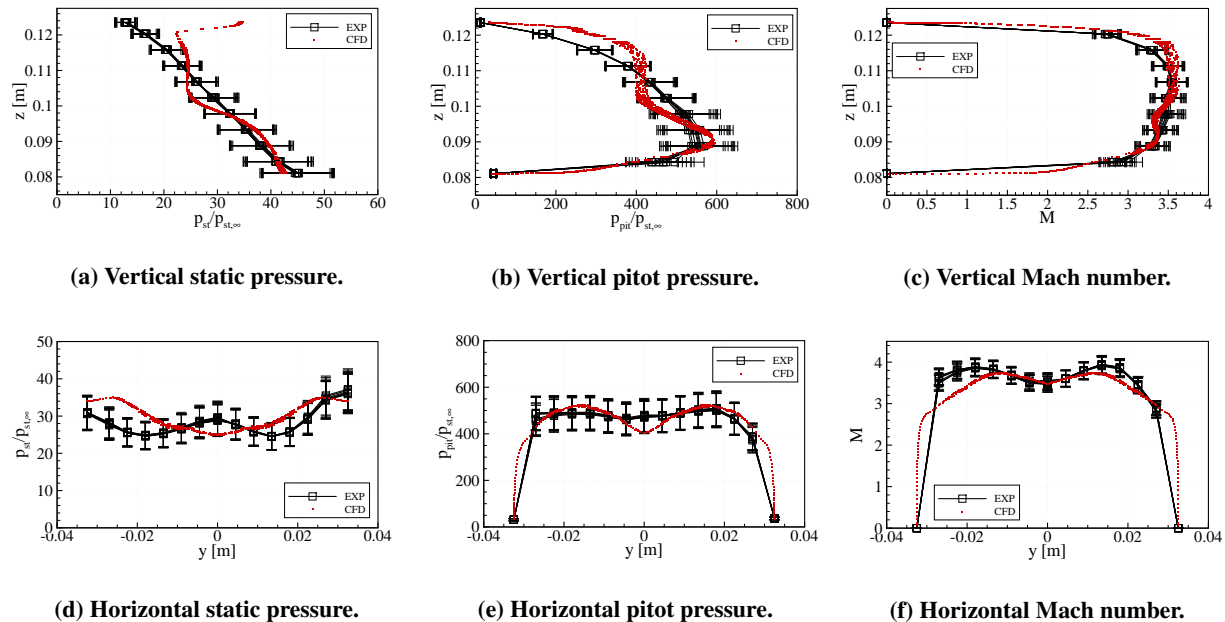 0.12
0.11
0.1
0.09
0.08
z [m]
0 10 20 30 40 50 60
p_st/p_st,∞
EXP
CFD
(a) Vertical static pressure.
0.12
0.11
0.1
0.09
0.08
z [m]
0 200 400 600 800
p_pit/p_st,∞
EXP
CFD
(b) Vertical pitot pressure.
0.12
0.11
0.1
0.09
0.08
z [m]
0 0.5 1 1.5 2 2.5 3 3.5 4
M
EXP
CFD
(c) Vertical Mach number.
50
40
30
20
10
0
p_st/p_st,∞
-0.04 -0.02 0 0.02 0.04
y [m]
EXP
CFD
(d) Horizontal static pressure.
800
600
400
200
0
p_pit/p_st,∞
-0.04 -0.02 0 0.02 0.04
y [m]
EXP
CFD
(e) Horizontal pitot pressure.
4
3
2
1
0
M
-0.04 -0.02 0 0.02 0.04
y [m]
EXP
CFD
(f) Horizontal Mach number.